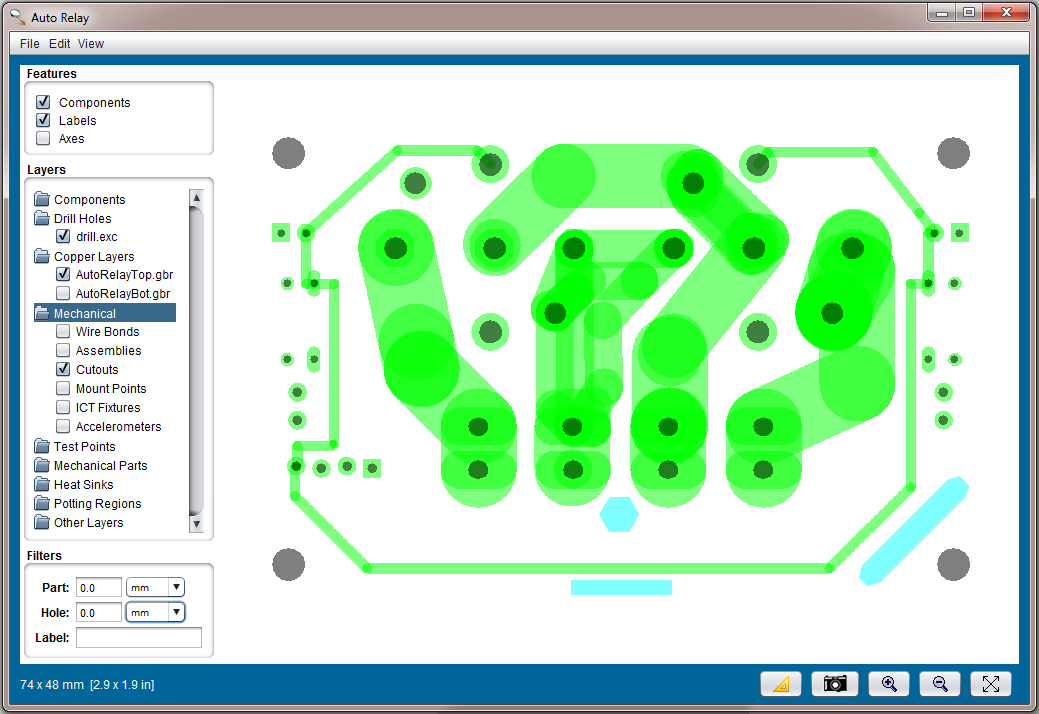 Auto Relay
File Edit View
Features
Components
Labels
Axes
Layers
Components
Drill Holes
drill.exc
Copper Layers
AutoRelayTop.gbr
AutoRelayBot.gbr
Mechanical
Wire Bonds
Assemblies
Cutouts
Mount Points
ICT Fixtures
Accelerometers
Test Points
Mechanical Parts
Heat Sinks
Potting Regions
Other Layers
Filters
Part: 0.0 mm
Hole: 0.0 mm
Label:
74 x 48 mm [2.9 x 1.9 in]